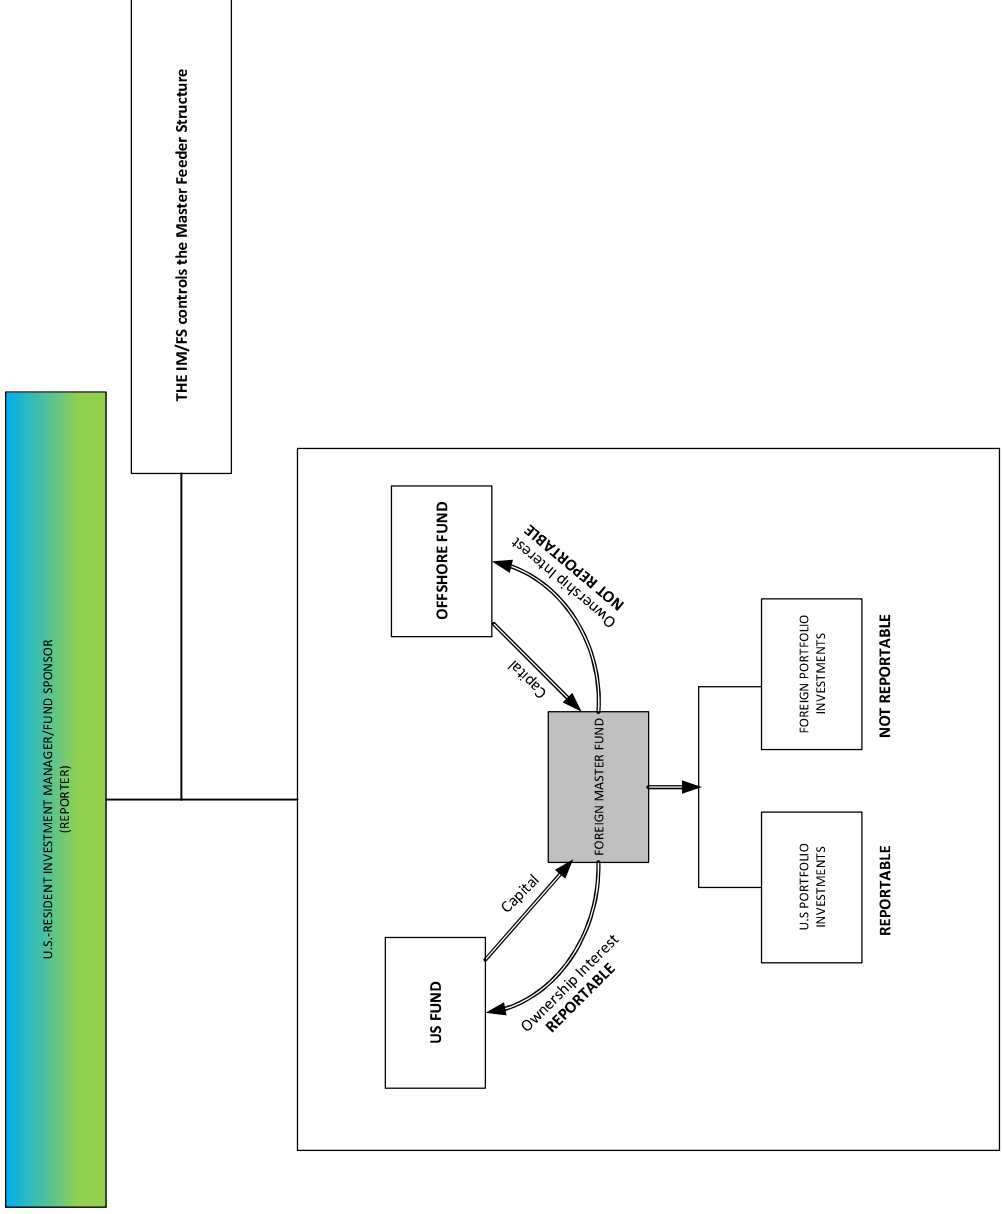 U.S.-RESIDENT INVESTMENT MANAGER/FUND SPONSOR
(REPORTER)
THE IM/FS controls the Master Feeder Structure
US FUND
OFFSHORE FUND
Capital
Capital
Ownership Interest
REPORTABLE
Ownership Interest
NOT REPORTABLE
FOREIGN MASTER FUND
U.S PORTFOLIO
INVESTMENTS
REPORTABLE
FOREIGN PORTFOLIO
INVESTMENTS
NOT REPORTABLE